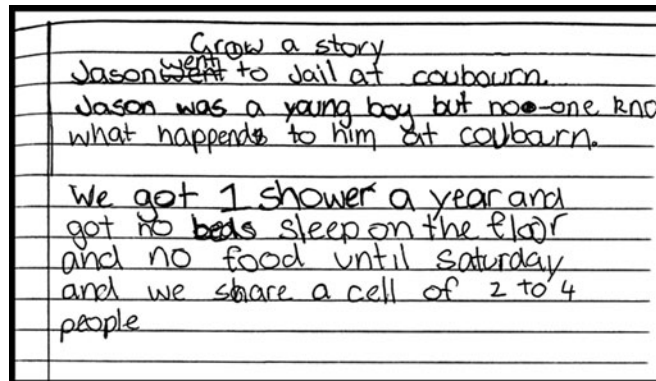 Grow a story
Jason went to Jail at coubourn.
Jason was a young boy but no-one kno
what happends to him at coubourn.
We got 1 shower a year and
got no beds sleep on the floor
and no food until Saturday
and we share a cell of 2 to 4
people